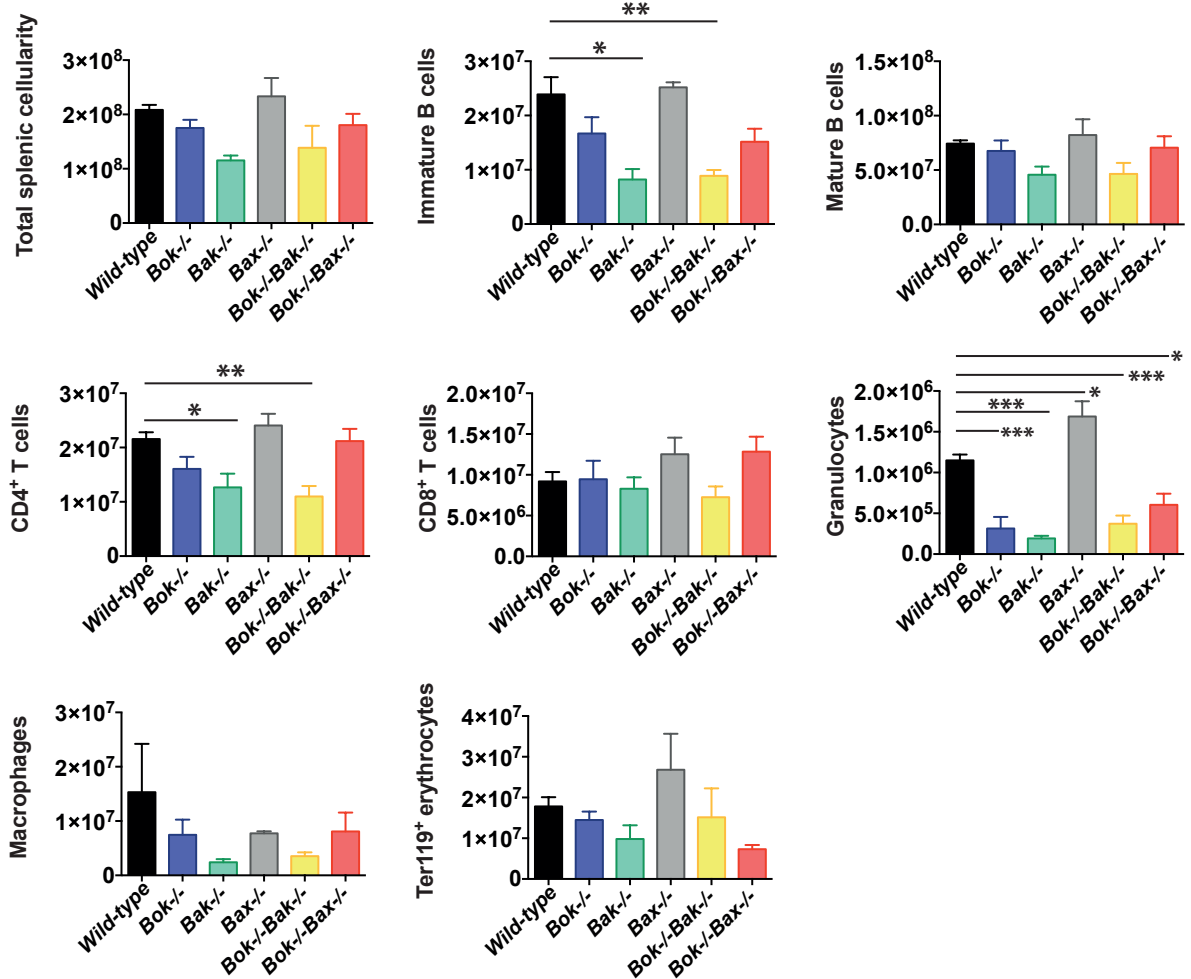 Total splenic cellularity
3×10⁸
2×10⁸
1×10⁸
0
Wild-type
Bok-/-
Bak-/-
Bax-/-
Bok-/-Bak-/-
Bok-/-Bax-/-
Immature B cells
**
*
3×10⁷
2×10⁷
1×10⁷
0
Wild-type
Bok-/-
Bak-/-
Bax-/-
Bok-/-Bak-/-
Bok-/-Bax-/-
Mature B cells
1.5×10⁸
1.0×10⁸
5.0×10⁷
0.0
Wild-type
Bok-/-
Bak-/-
Bax-/-
Bok-/-Bak-/-
Bok-/-Bax-/-
CD4⁺ T cells
**
*
3×10⁷
2×10⁷
1×10⁷
0
Wild-type
Bok-/-
Bak-/-
Bax-/-
Bok-/-Bak-/-
Bok-/-Bax-/-
CD8⁺ T cells
2.0×10⁷
1.5×10⁷
1.0×10⁷
5.0×10⁶
0.0
Wild-type
Bok-/-
Bak-/-
Bax-/-
Bok-/-Bak-/-
Bok-/-Bax-/-
Granulocytes
*
***
*
***
***
2.0×10⁶
1.5×10⁶
1.0×10⁶
5.0×10⁵
0.0
Wild-type
Bok-/-
Bak-/-
Bax-/-
Bok-/-Bak-/-
Bok-/-Bax-/-
Macrophages
3×10⁷
2×10⁷
1×10⁷
0
Wild-type
Bok-/-
Bak-/-
Bax-/-
Bok-/-Bak-/-
Bok-/-Bax-/-
Ter119⁺ erythrocytes
4×10⁷
3×10⁷
2×10⁷
1×10⁷
0
Wild-type
Bok-/-
Bak-/-
Bax-/-
Bok-/-Bak-/-
Bok-/-Bax-/-